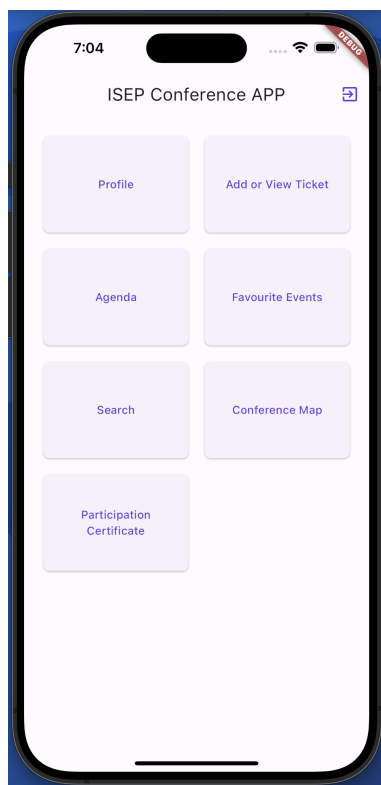 7:04
DEBUG
ISEP Conference APP
Profile
Add or View Ticket
Agenda
Favourite Events
Search
Conference Map
Participation
Certificate